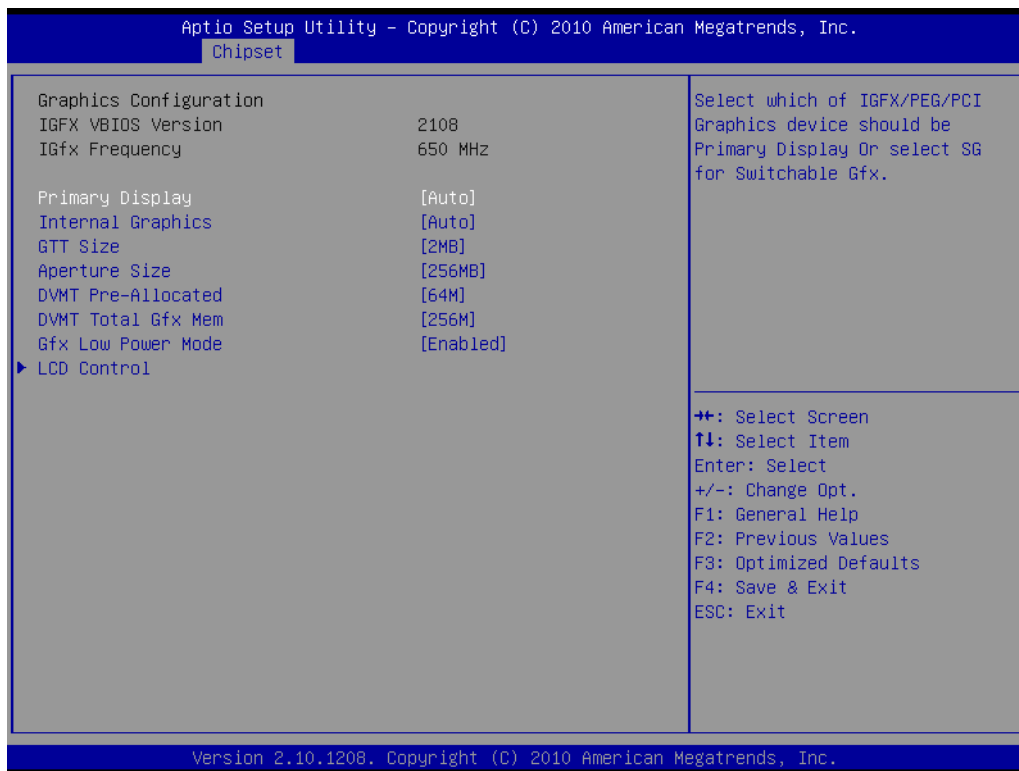 Aptio Setup Utility – Copyright (C) 2010 American Megatrends, Inc.
Chipset
Graphics Configuration
IGFX VBIOS Version 2108
IGfx Frequency 650 MHz
Primary Display [Auto]
Internal Graphics [Auto]
GTT Size [2MB]
Aperture Size [256MB]
DVMT Pre-Allocated [64M]
DVMT Total Gfx Mem [256M]
Gfx Low Power Mode [Enabled]
▶ LCD Control
Select which of IGFX/PEG/PCI
Graphics device should be
Primary Display Or select SG
for Switchable Gfx.
→←: Select Screen
↑↓: Select Item
Enter: Select
+/-: Change Opt.
F1: General Help
F2: Previous Values
F3: Optimized Defaults
F4: Save & Exit
ESC: Exit
Version 2.10.1208. Copyright (C) 2010 American Megatrends, Inc.